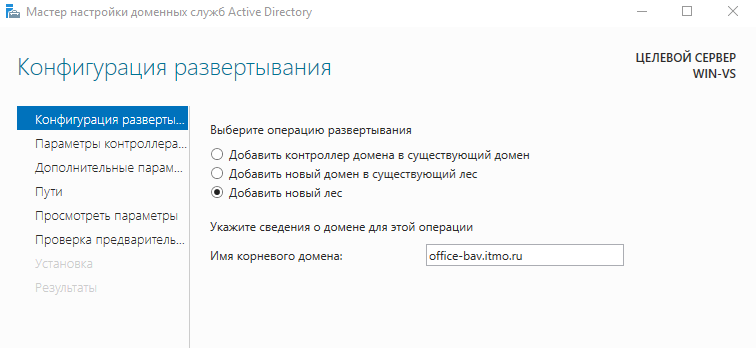 Мастер настройки доменных служб Active Directory
Конфигурация развертывания
ЦЕЛЕВОЙ СЕРВЕР
WIN-VS
Конфигурация разверты...
Параметры контроллера...
Дополнительные парам...
Пути
Просмотреть параметры
Проверка предваритель...
Установка
Результаты
Выберите операцию развертывания
Добавить контроллер домена в существующий домен
Добавить новый домен в существующий лес
Добавить новый лес
Укажите сведения о домене для этой операции
Имя корневого домена: office-bav.itmo.ru